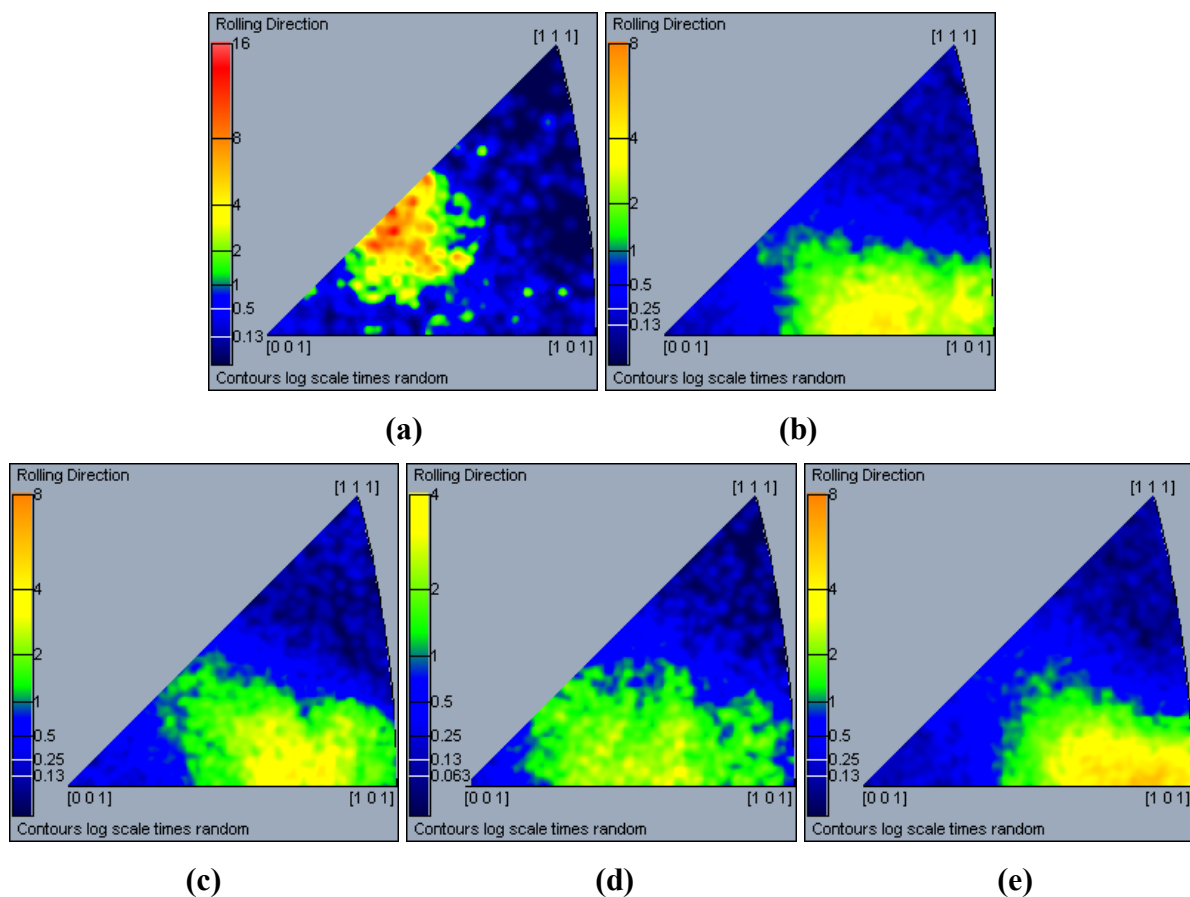 Rolling Direction
16
8
4
2
1
0.5
0.13
[1 1 1]
[0 0 1]
[1 0 1]
Contours log scale times random
(a)
Rolling Direction
8
4
2
1
0.5
0.25
0.13
[1 1 1]
[0 0 1]
[1 0 1]
Contours log scale times random
(b)
Rolling Direction
8
4
2
1
0.5
0.25
0.13
[1 1 1]
[0 0 1]
[1 0 1]
Contours log scale times random
(c)
Rolling Direction
4
2
1
0.5
0.25
0.13
0.063
[1 1 1]
[0 0 1]
[1 0 1]
Contours log scale times random
(d)
Rolling Direction
8
4
2
1
0.5
0.25
0.13
[1 1 1]
[0 0 1]
[1 0 1]
Contours log scale times random
(e)